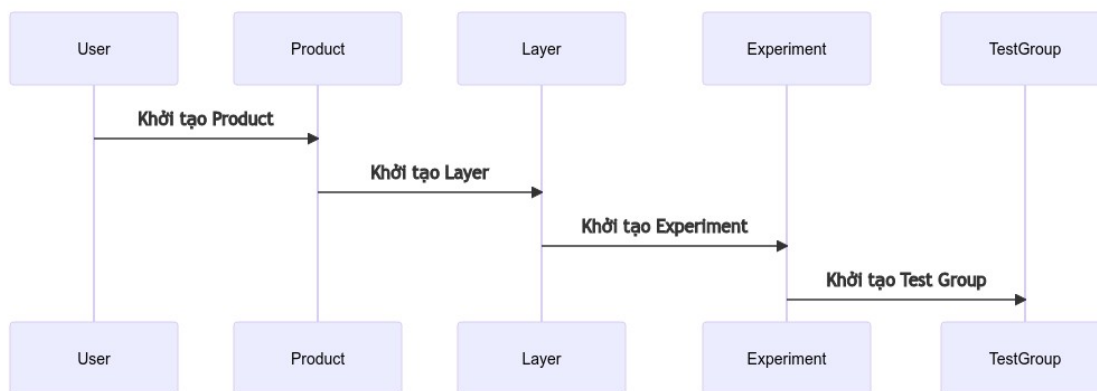 User
Product
Layer
Experiment
TestGroup
Khởi tạo Product
Khởi tạo Layer
Khởi tạo Experiment
Khởi tạo Test Group
User
Product
Layer
Experiment
TestGroup